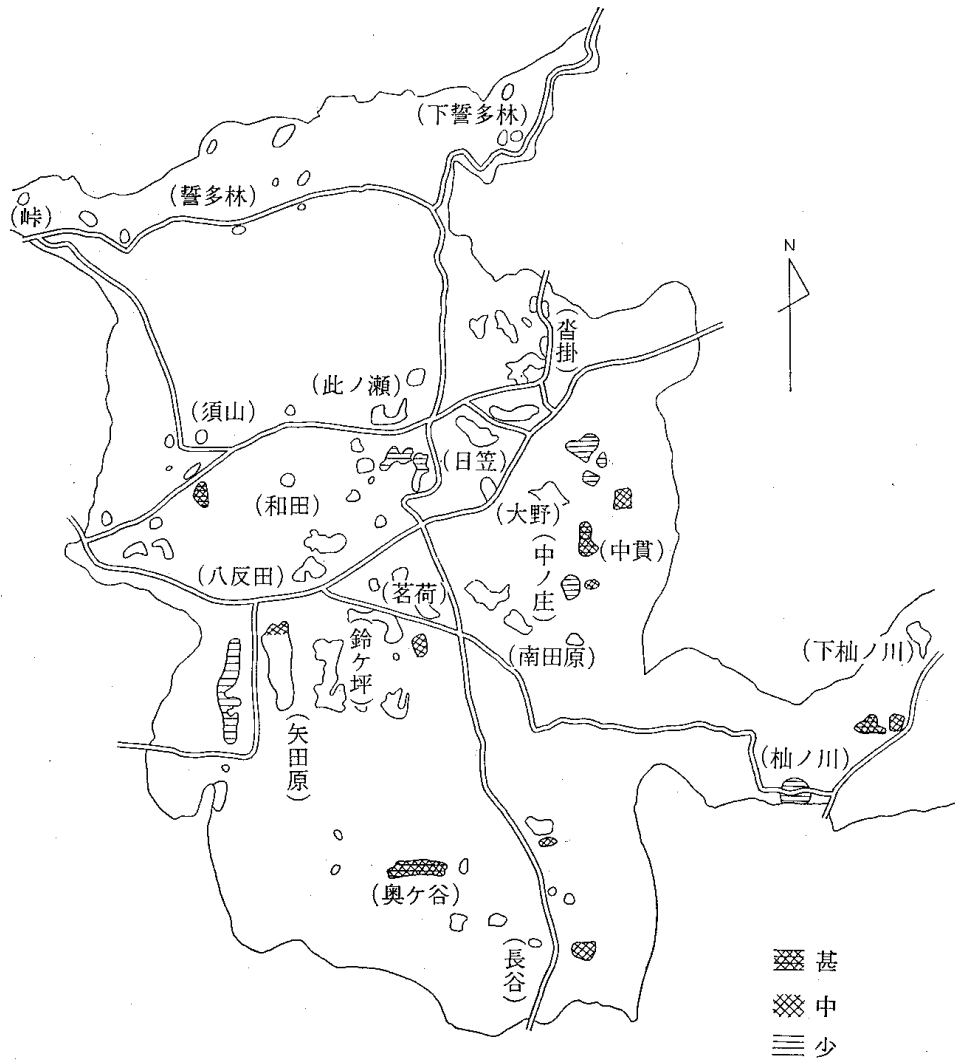 (下誓多林)
(誓多林)
(峠)
N
(沓掛)
(此ノ瀬)
(須山)
(日笠)
(和田)
(大野)
(中ノ庄)
(中貫)
(八反田)
(茗荷)
(鈴ケ坪)
(南田原)
(下杣ノ川)
(矢田原)
(杣ノ川)
(奥ケ谷)
(長谷)
甚
中
少